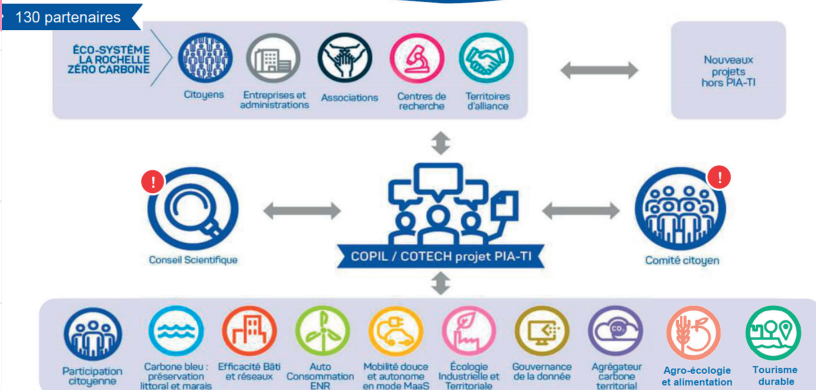 130 partenaires
ÉCO-SYSTÈME
LA ROCHELLE
ZÉRO CARBONE
Citoyens
Entreprises et
administrations
Associations
Centres de
recherche
Territoires
d'alliance
Nouveaux
projets
hors PIA-TI
!
!
Conseil Scientifique
COPIL / COTECH projet PIA-TI
Comité citoyen
Participation
citoyenne
Carbone bleu :
préservation
littoral et marais
Efficacité Bâti
et réseaux
Auto
Consommation
ENR
Mobilité douce
et autonome
en mode MaaS
Écologie
Industrielle et
Territoriale
Gouvernance
de la donnée
CO₂
Agrégateur
carbone
territorial
Agro-écologie
et alimentation
Tourisme
durable